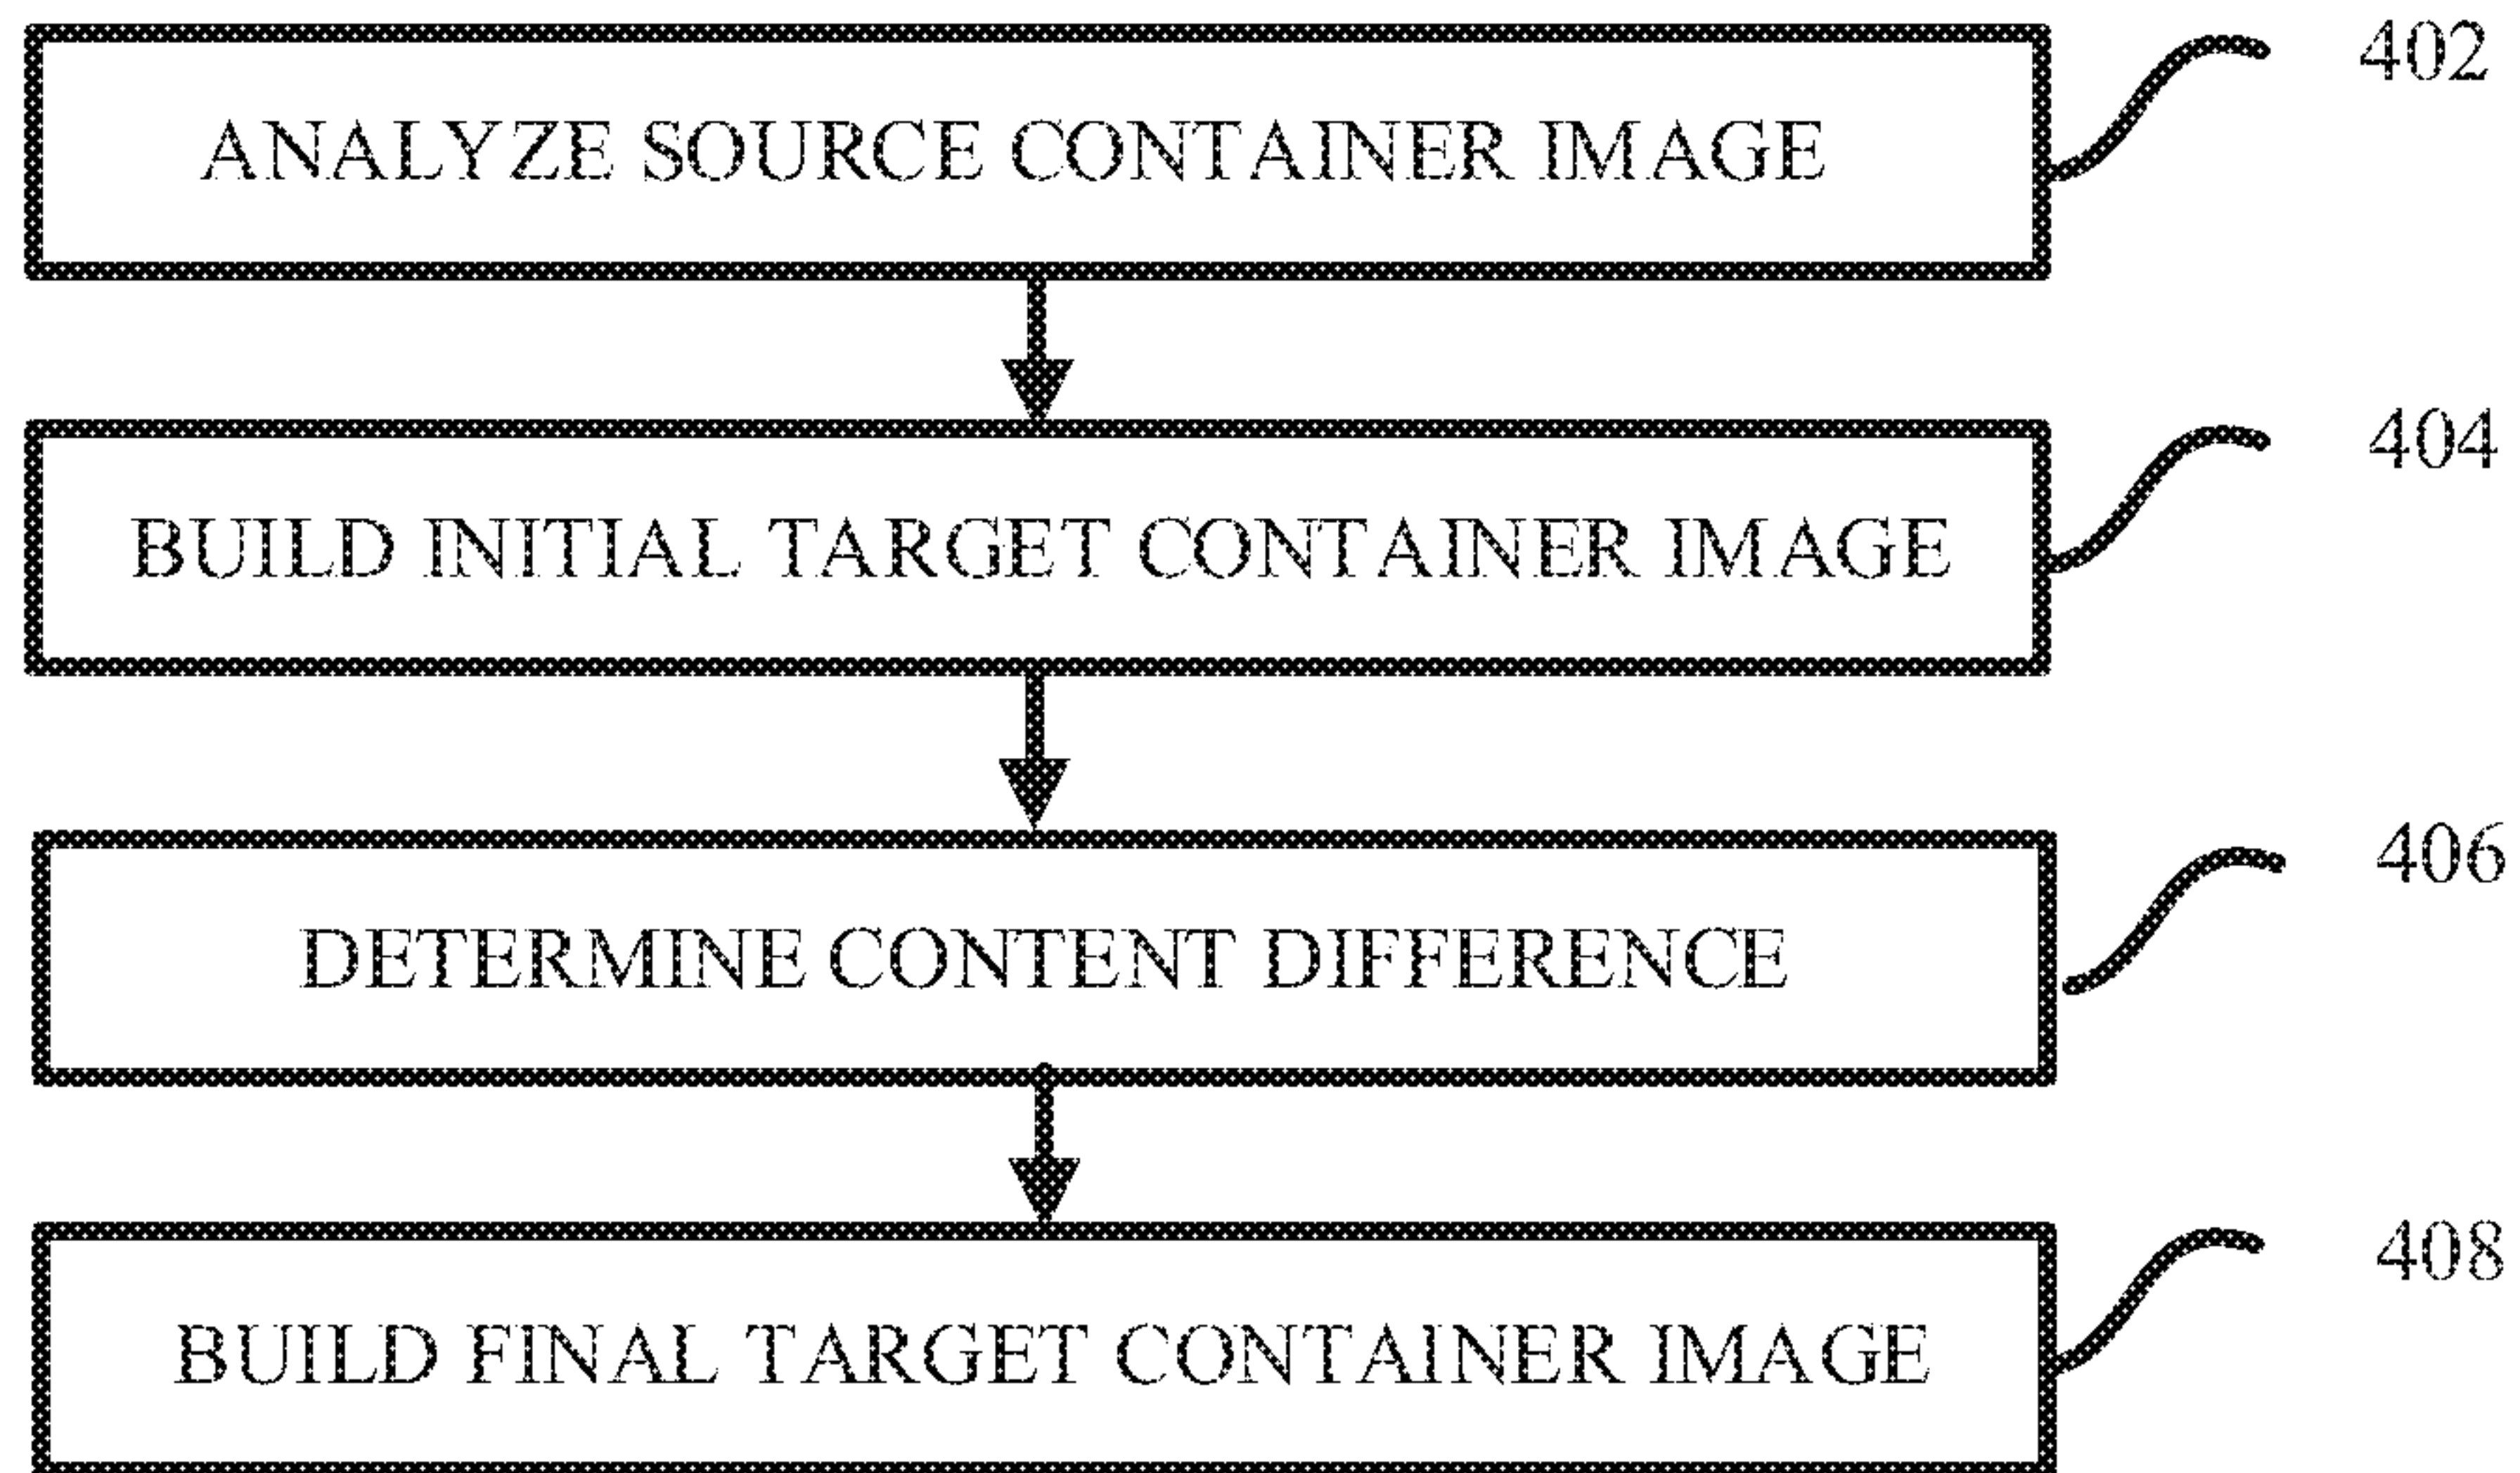 402
ANALYZE SOURCE CONTAINER IMAGE
404
BUILD INITIAL TARGET CONTAINER IMAGE
406
DETERMINE CONTENT DIFFERENCE
408
BUILD FINAL TARGET CONTAINER IMAGE